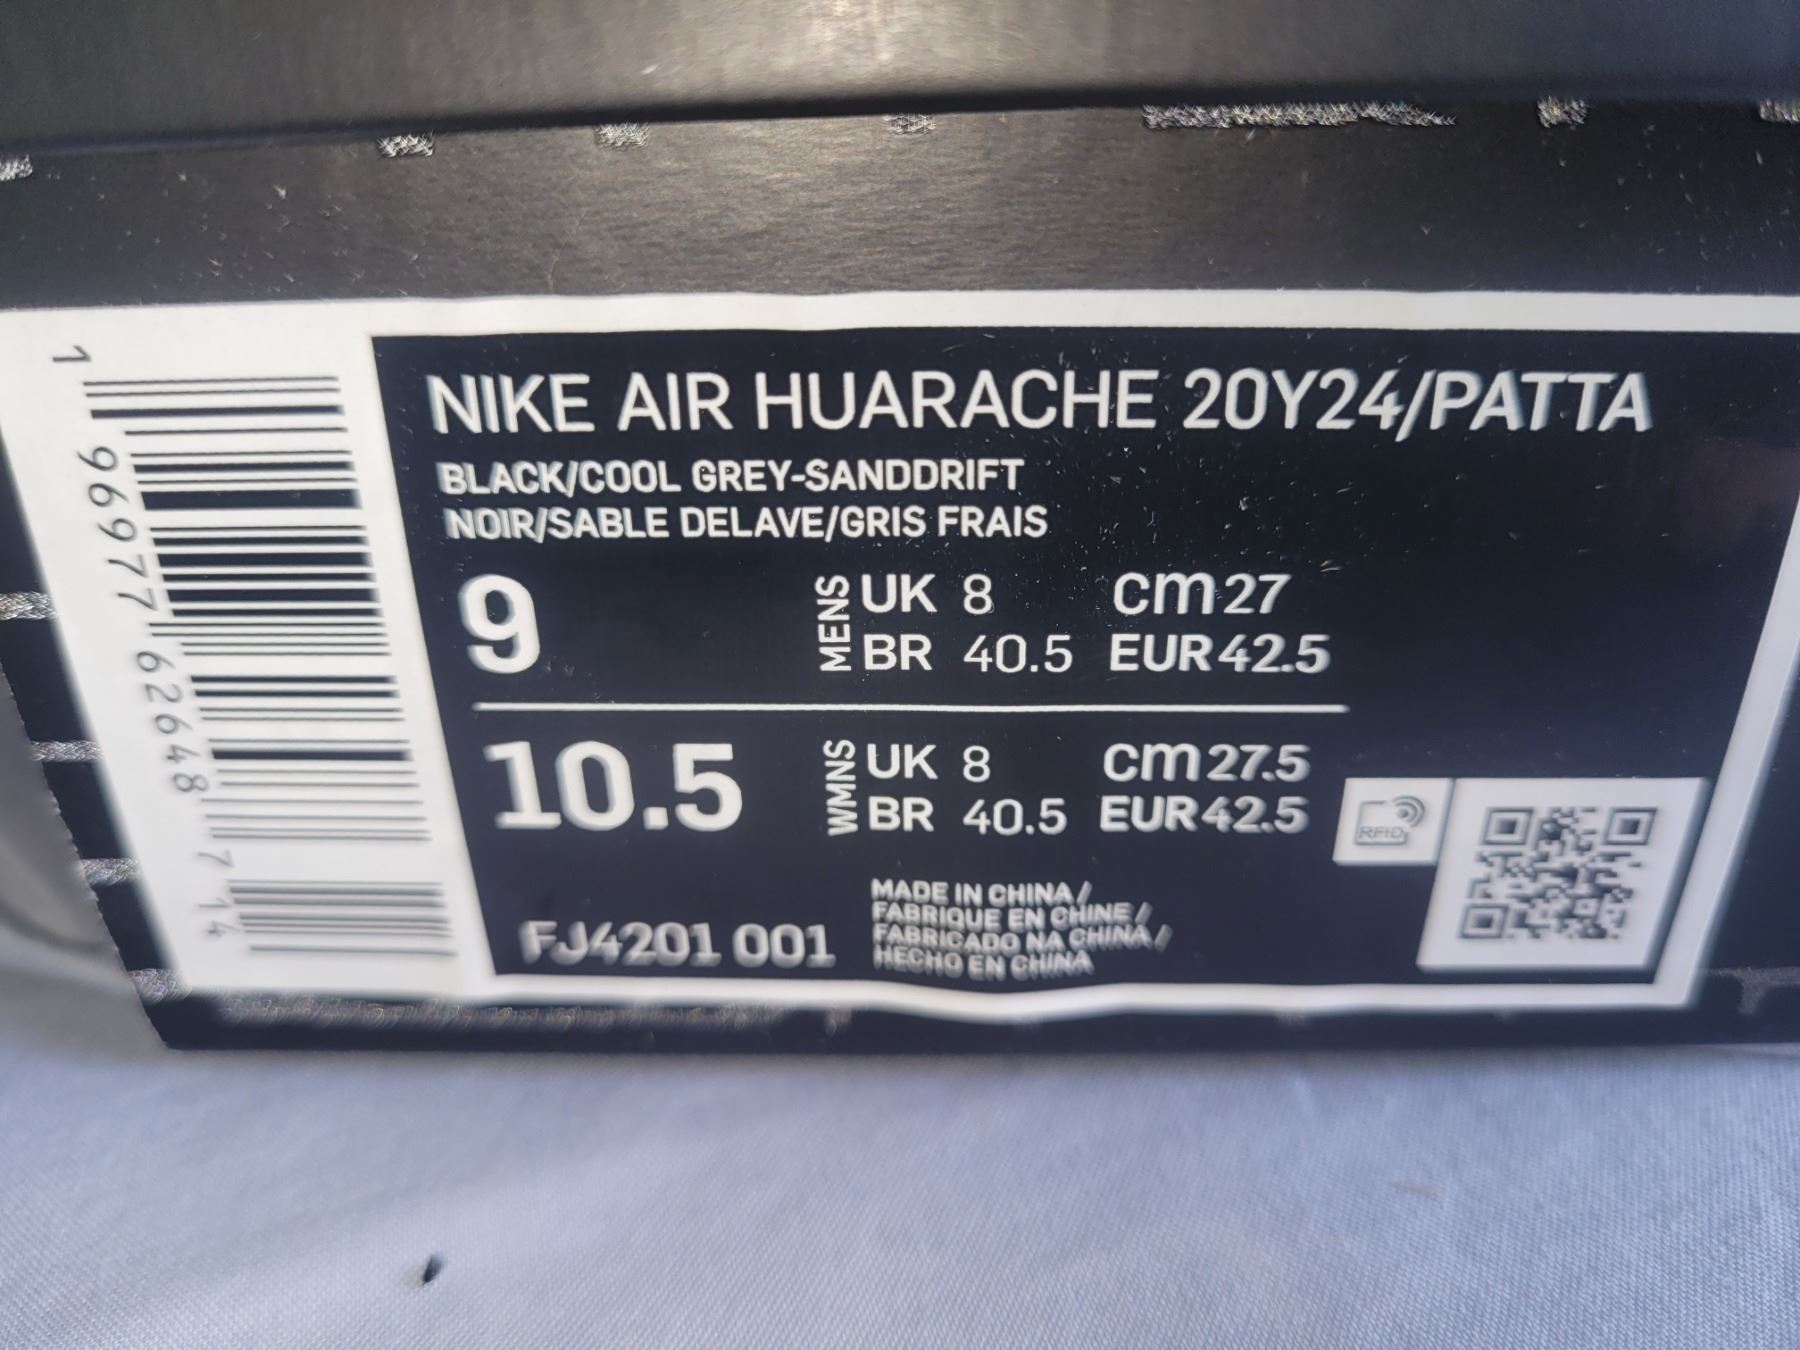 NIKE AIR HUARACHE 20Y24/PATTA
BLACK/COOL GREY-SANDDRIFT
NOIR/SABLE DELAVE/GRIS FRAIS
9
MENS
UK 8 cm 27
BR 40.5 EUR 42.5
10.5
WMNS
UK 8 cm 27.5
BR 40.5 EUR 42.5
RFID
FJ4201 001
MADE IN CHINA/
FABRIQUE EN CHINE/
FABRICADO NA CHINA/
HECHO EN CHINA
1 96977 62648 7 14